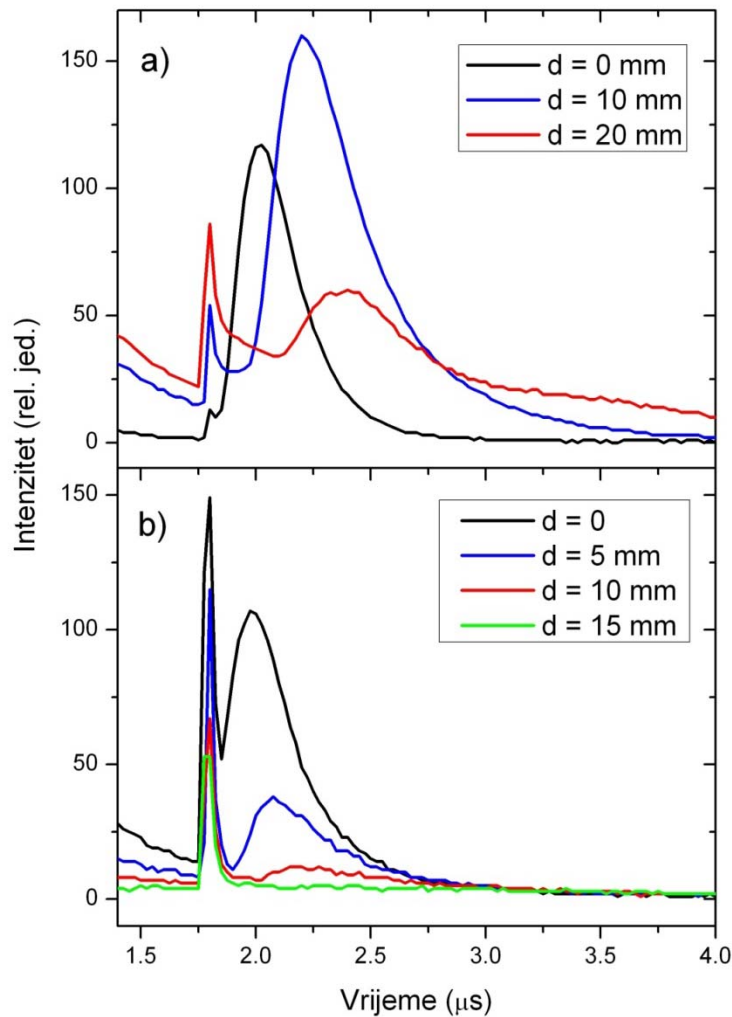 Intenzitet (rel. jed.)
a)
d = 0 mm
d = 10 mm
d = 20 mm
150
100
50
0
b)
d = 0
d = 5 mm
d = 10 mm
d = 15 mm
150
100
50
0
1.5 2.0 2.5 3.0 3.5 4.0
Vrijeme (μs)